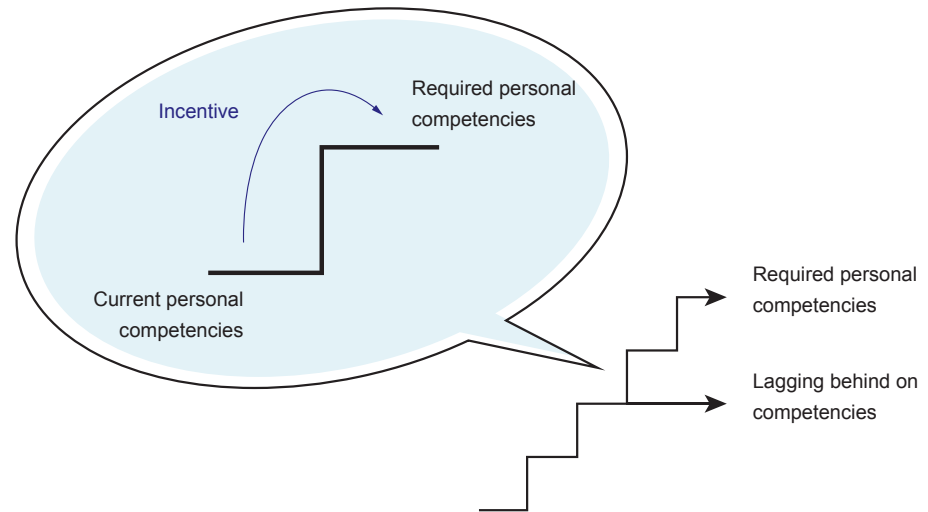 Incentive
Required personal
competencies
Current personal
competencies
Required personal
competencies
Lagging behind on
competencies